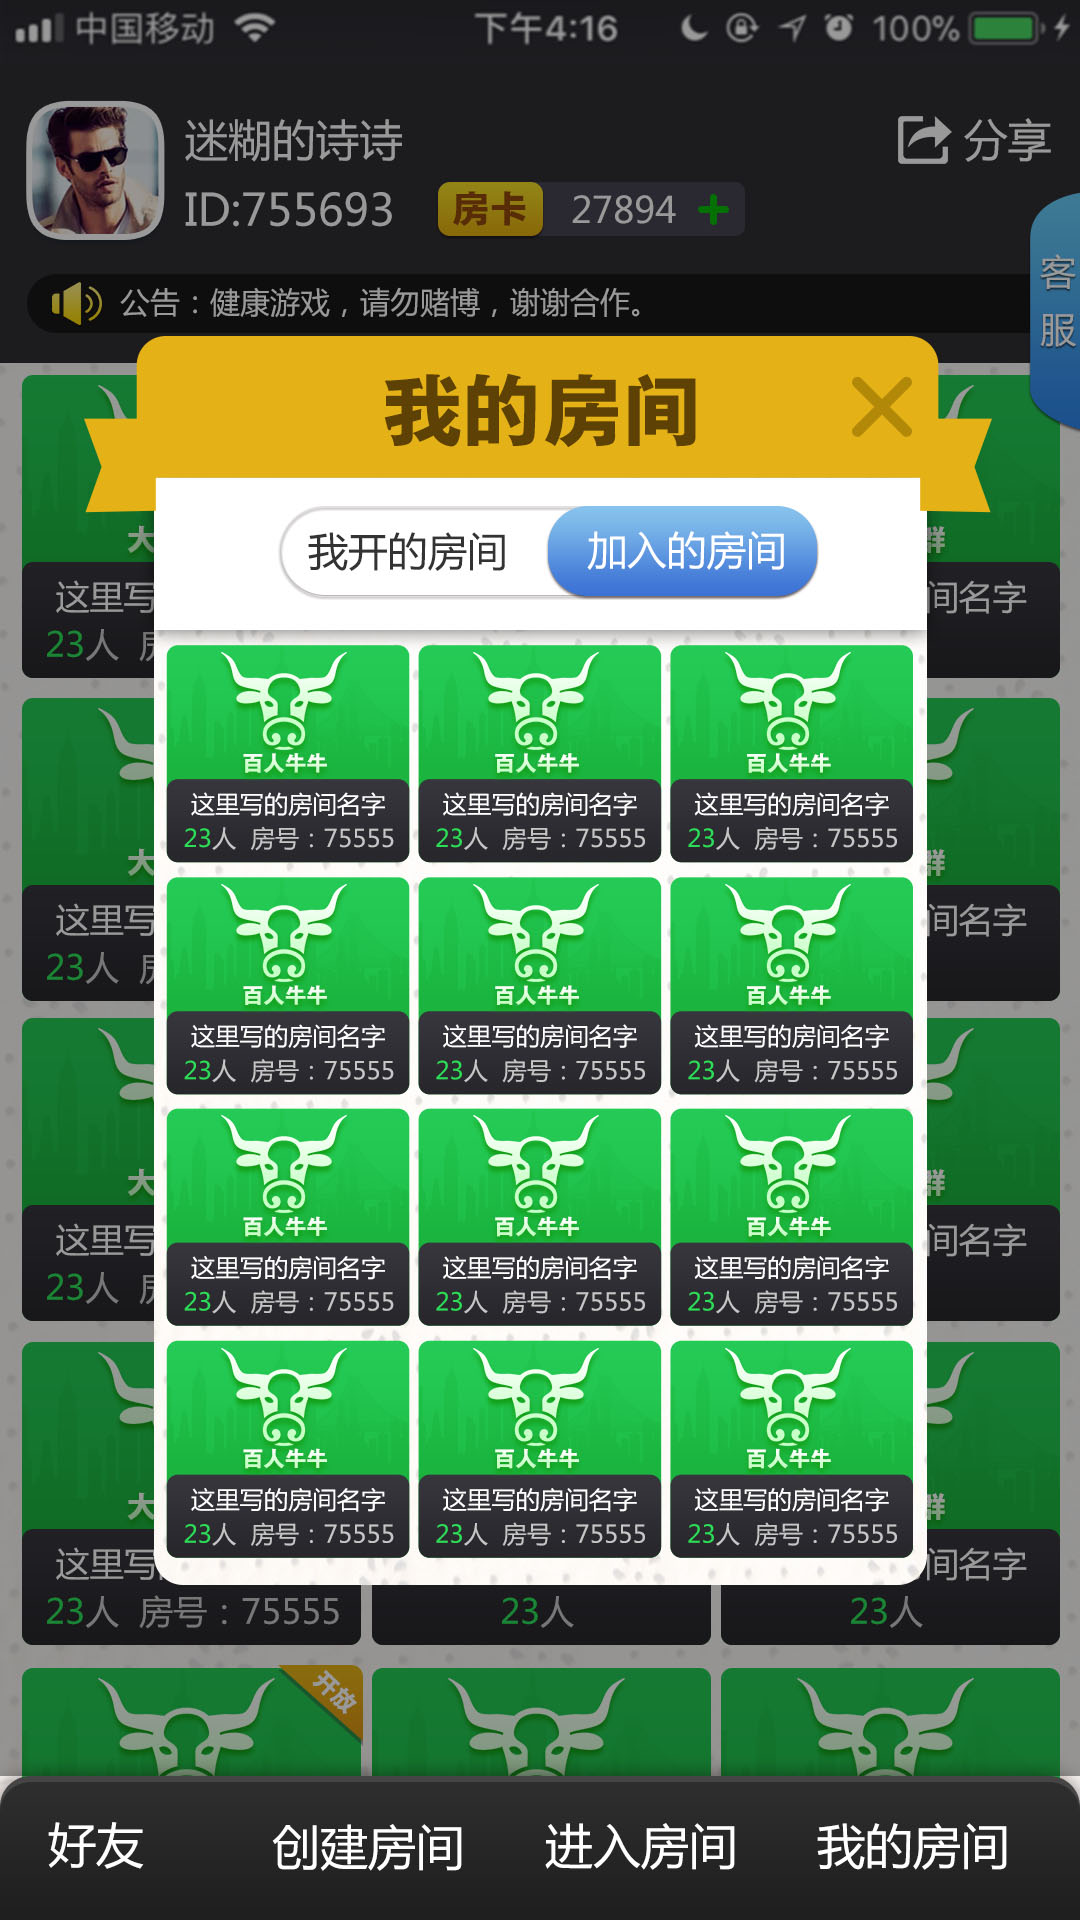 中国移动
下午4:16
100%
迷糊的诗诗
分享
ID:755693
房卡
27894
客服
公告：健康游戏，请勿赌博，谢谢合作。
我的房间
我开的房间
加入的房间
大
群
这里写
间名字
23人 房
百人牛牛
百人牛牛
百人牛牛
这里写的房间名字
这里写的房间名字
这里写的房间名字
23人 房号：75555
23人 房号：75555
23人 房号：75555
大
群
这里写
间名字
23人 房
百人牛牛
百人牛牛
百人牛牛
这里写的房间名字
这里写的房间名字
这里写的房间名字
23人 房号：75555
23人 房号：75555
23人 房号：75555
大
群
这里写
间名字
23人 房
百人牛牛
百人牛牛
百人牛牛
这里写的房间名字
这里写的房间名字
这里写的房间名字
23人 房号：75555
23人 房号：75555
23人 房号：75555
百人牛牛
百人牛牛
百人牛牛
这里写的房间名字
这里写的房间名字
这里写的房间名字
23人 房号：75555
23人 房号：75555
23人 房号：75555
大
群
这里写
间名字
23人 房号：75555
23人
23人
开放
好友
创建房间
进入房间
我的房间